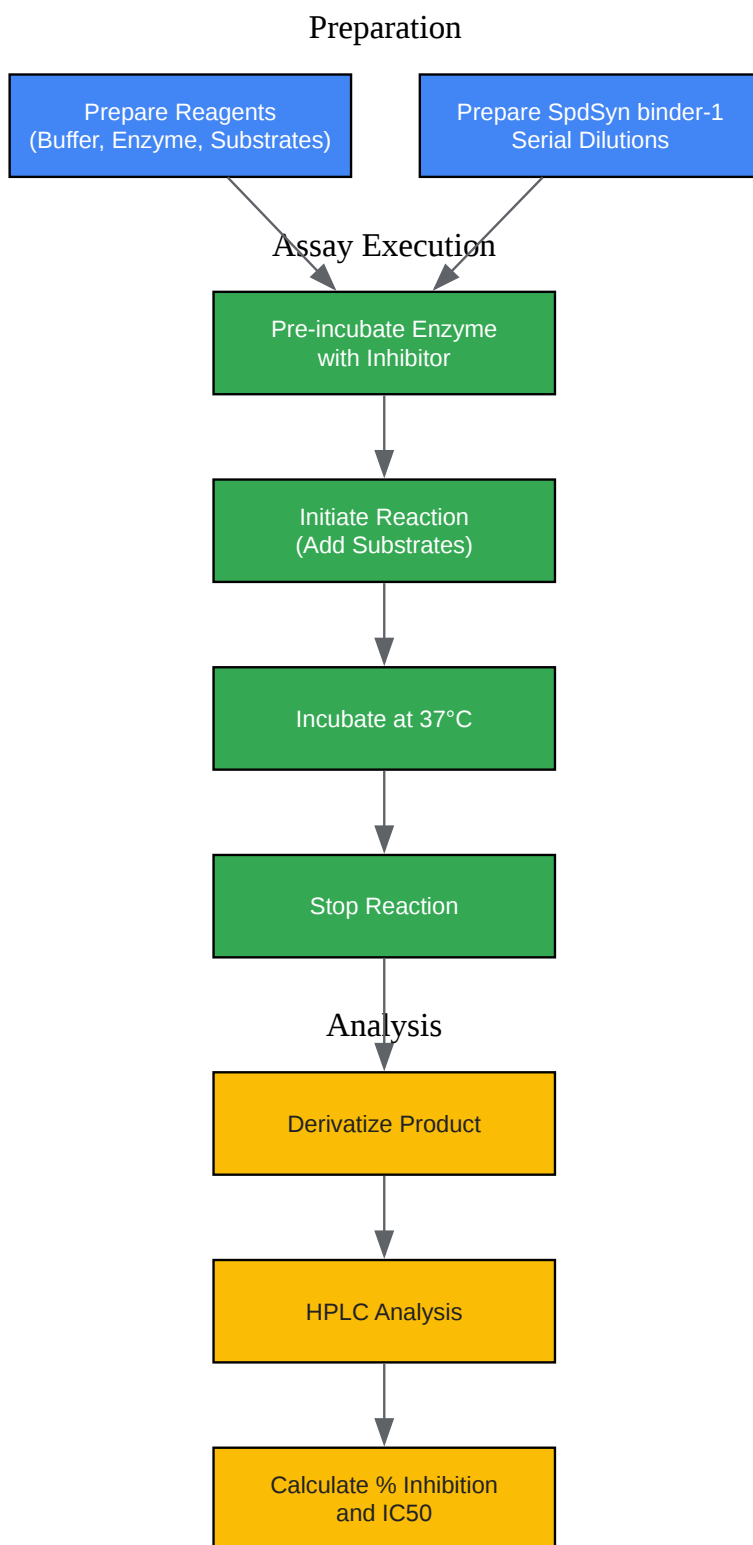 Preparation
Prepare Reagents
(Buffer, Enzyme, Substrates)
Prepare SpdSyn binder-1
Serial Dilutions
Assay Execution
Pre-incubate Enzyme
with Inhibitor
Initiate Reaction
(Add Substrates)
Incubate at 37°C
Stop Reaction
Analysis
Derivatize Product
HPLC Analysis
Calculate % Inhibition
and IC50